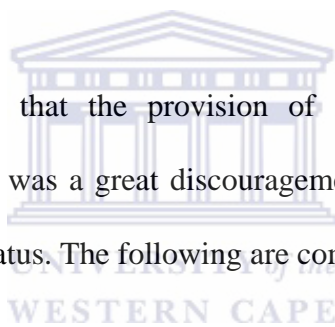 that the provision of
was a great discourageme
atus. The following are con
UNIVERSITY of the
WESTERN CAPE